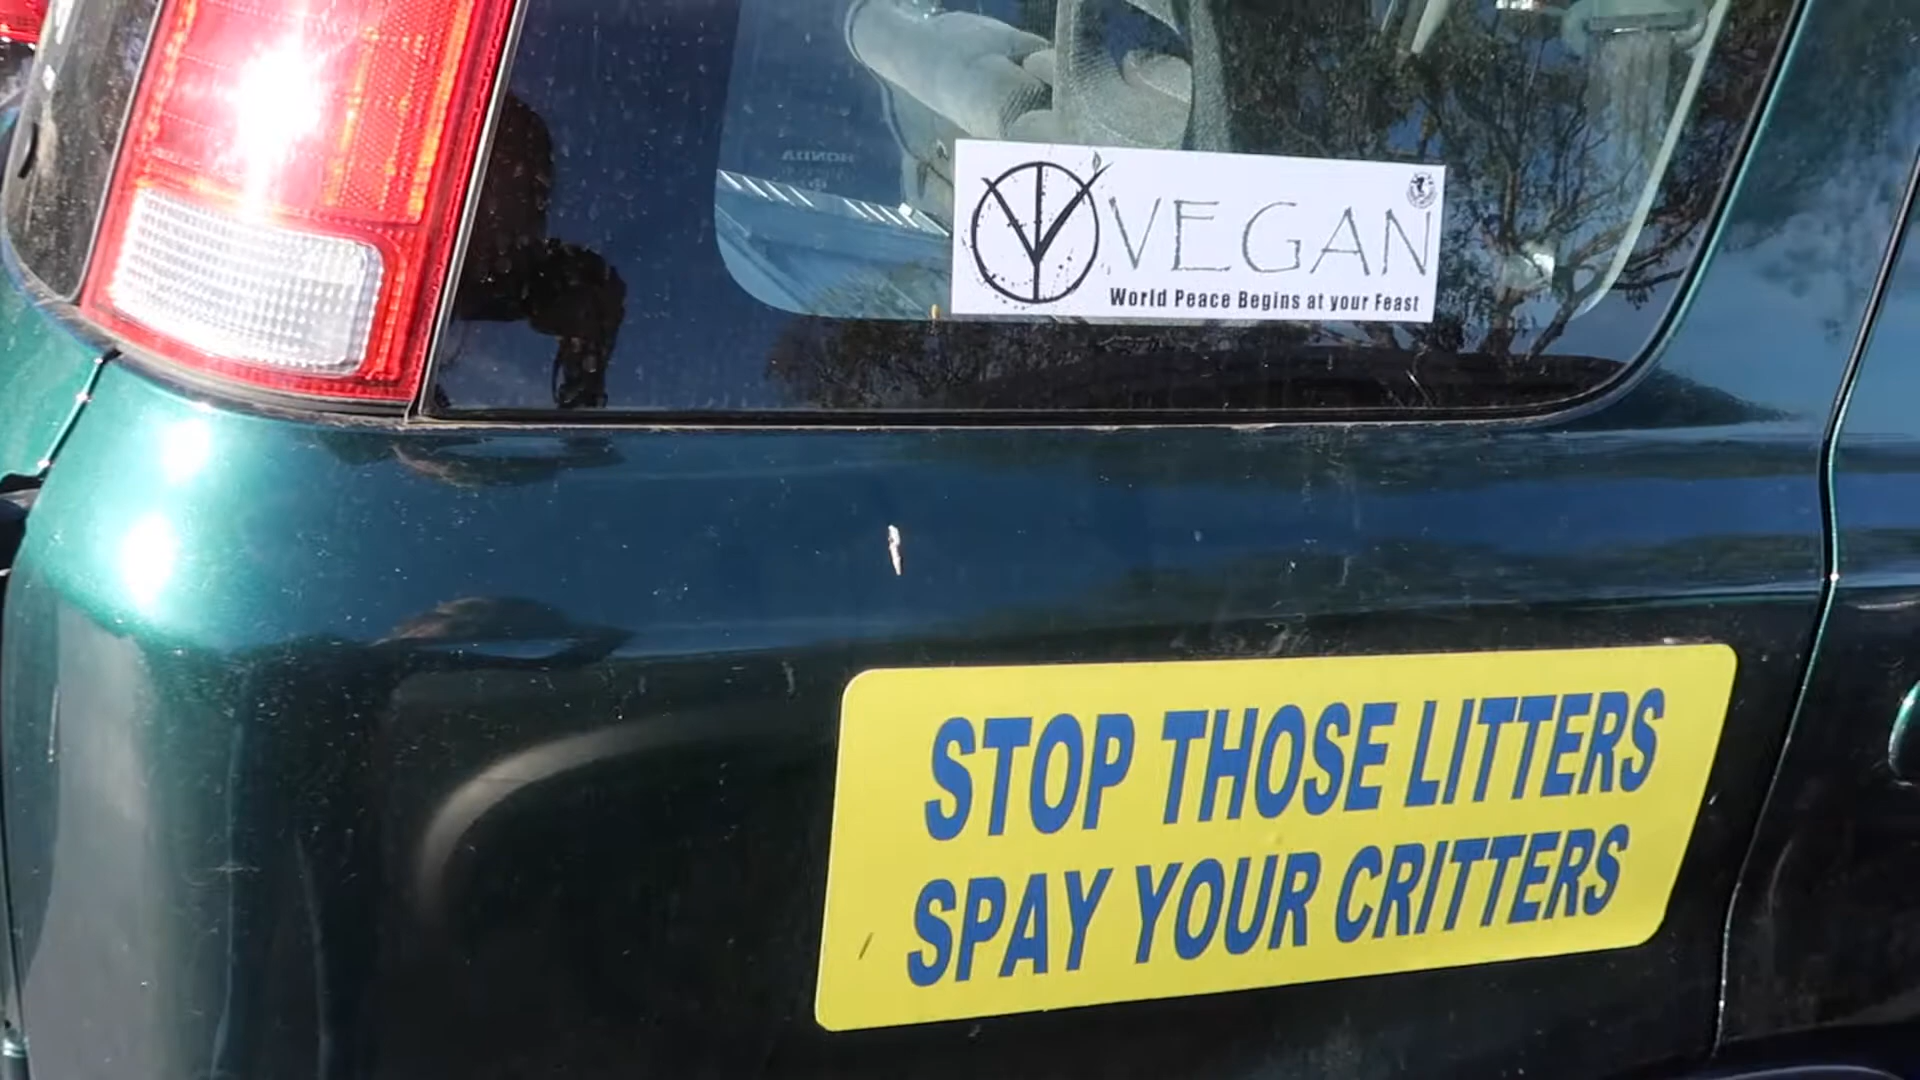 VEGAN
World Peace Begins at your Feast
STOP THOSE LITTERS
SPAY YOUR CRITTERS